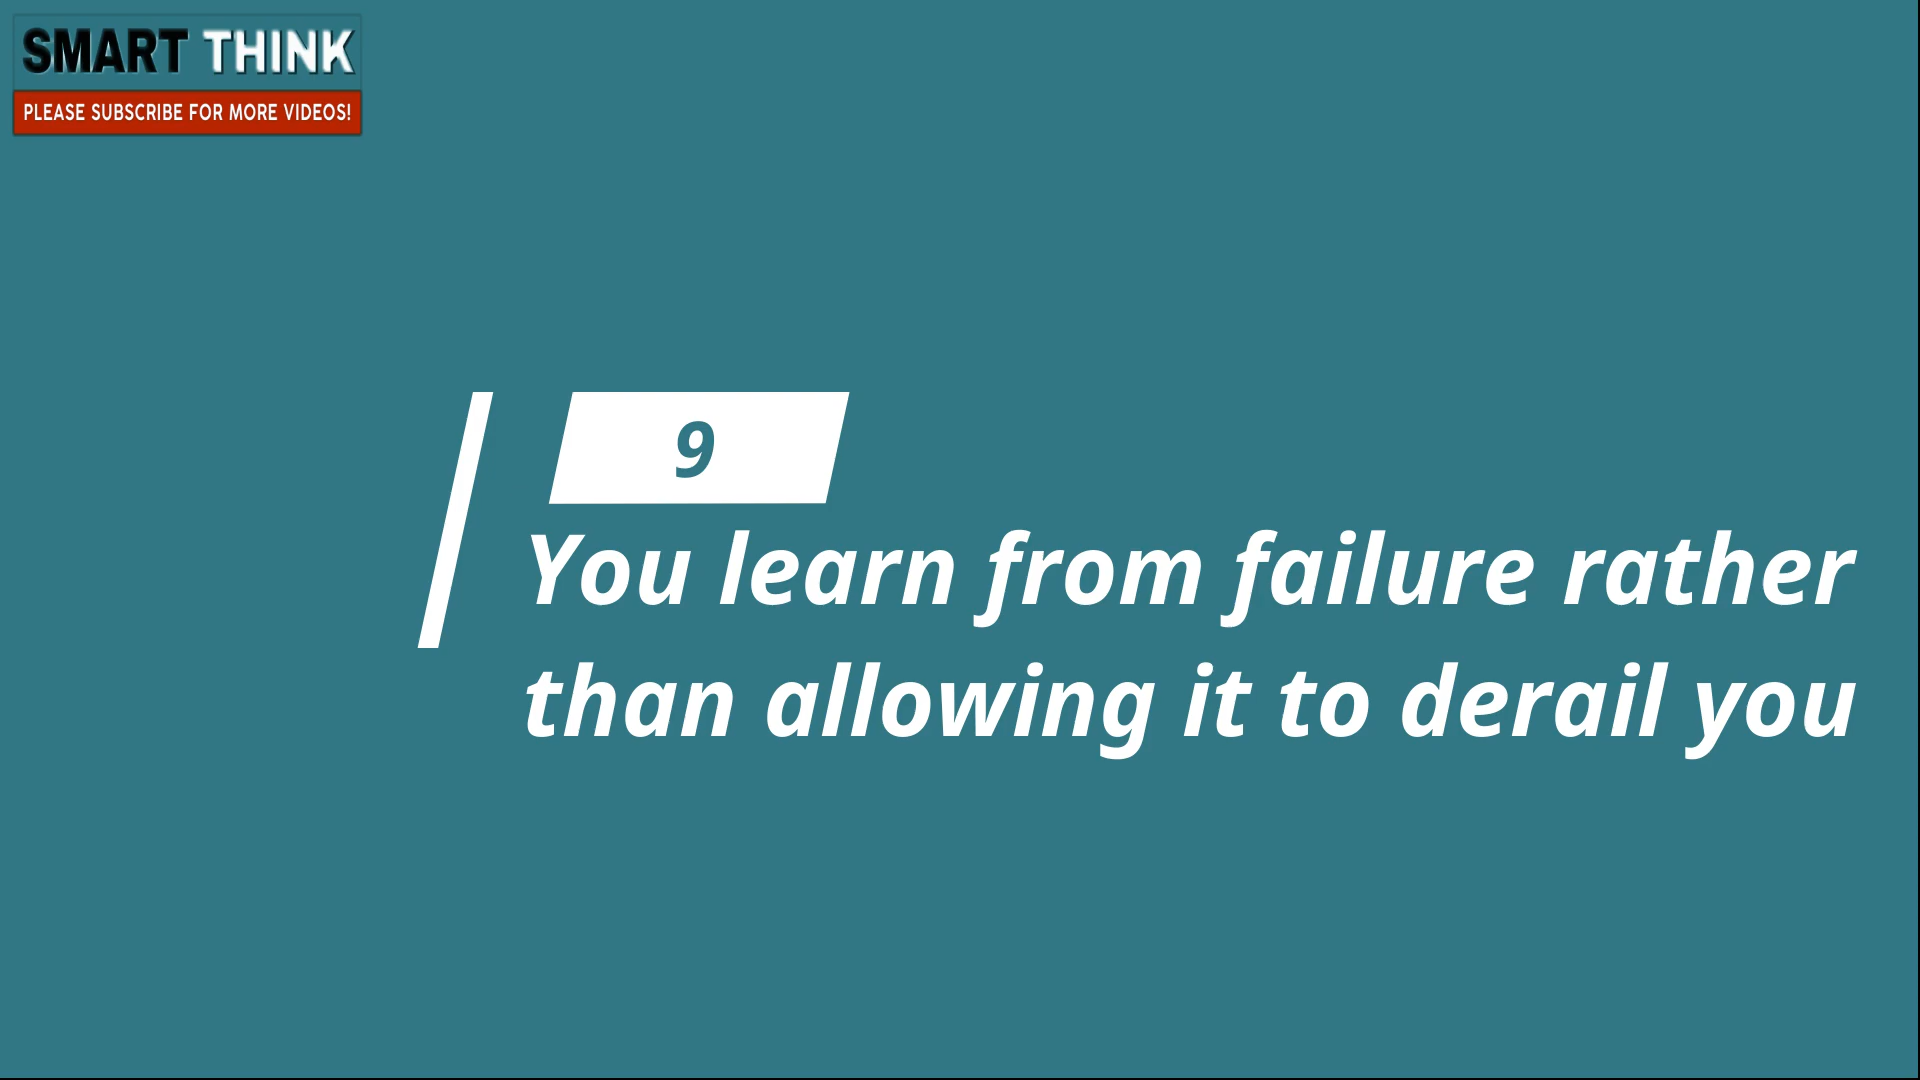 SMART THINK
PLEASE SUBSCRIBE FOR MORE VIDEOS!
9
You learn from failure rather
than allowing it to derail you